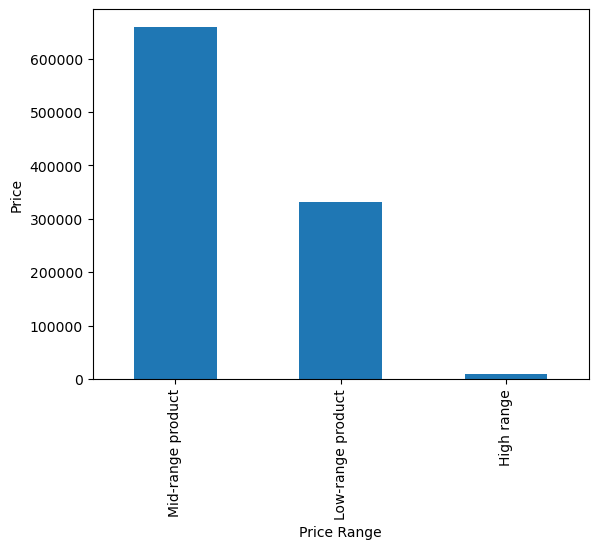 600000
500000
400000
300000
200000
100000
0
Price
Mid-range product
Low-range product
High range
Price Range